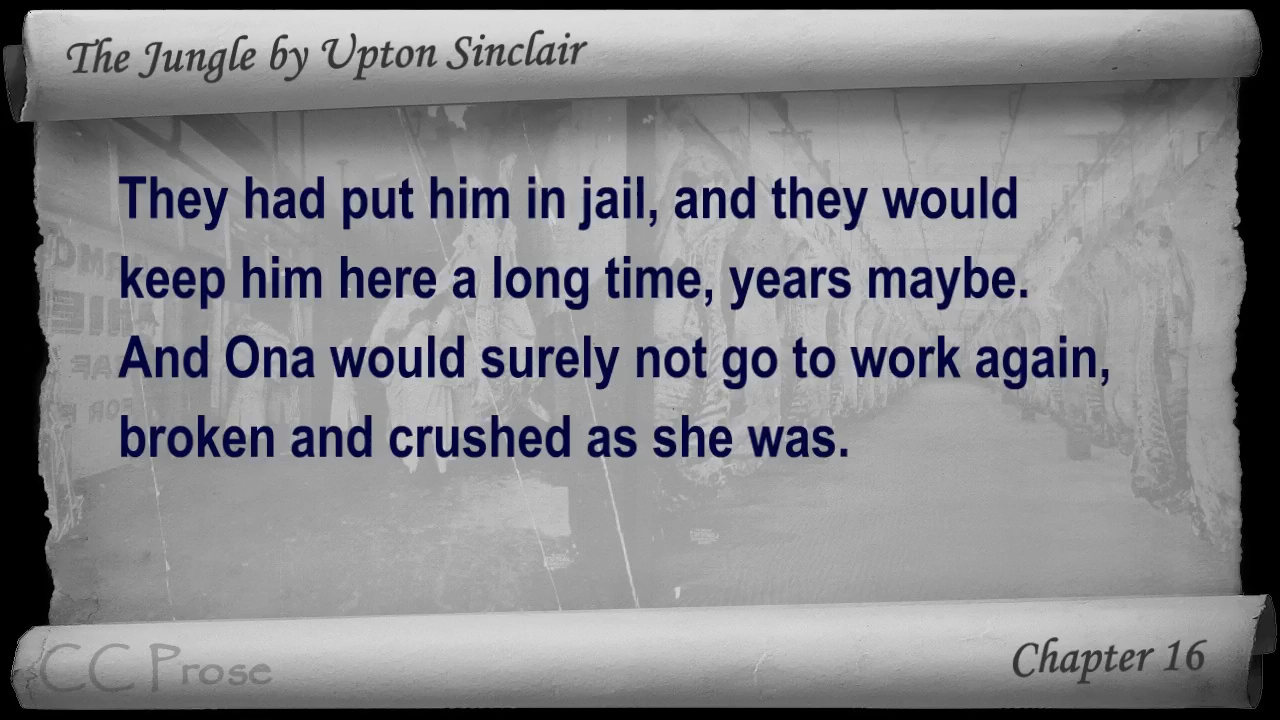 The Jungle by Upton Sinclair
They had put him in jail, and they would
keep him here a long time, years maybe.
And Ona would surely not go to work again,
broken and crushed as she was.
CC Prose
Chapter 16